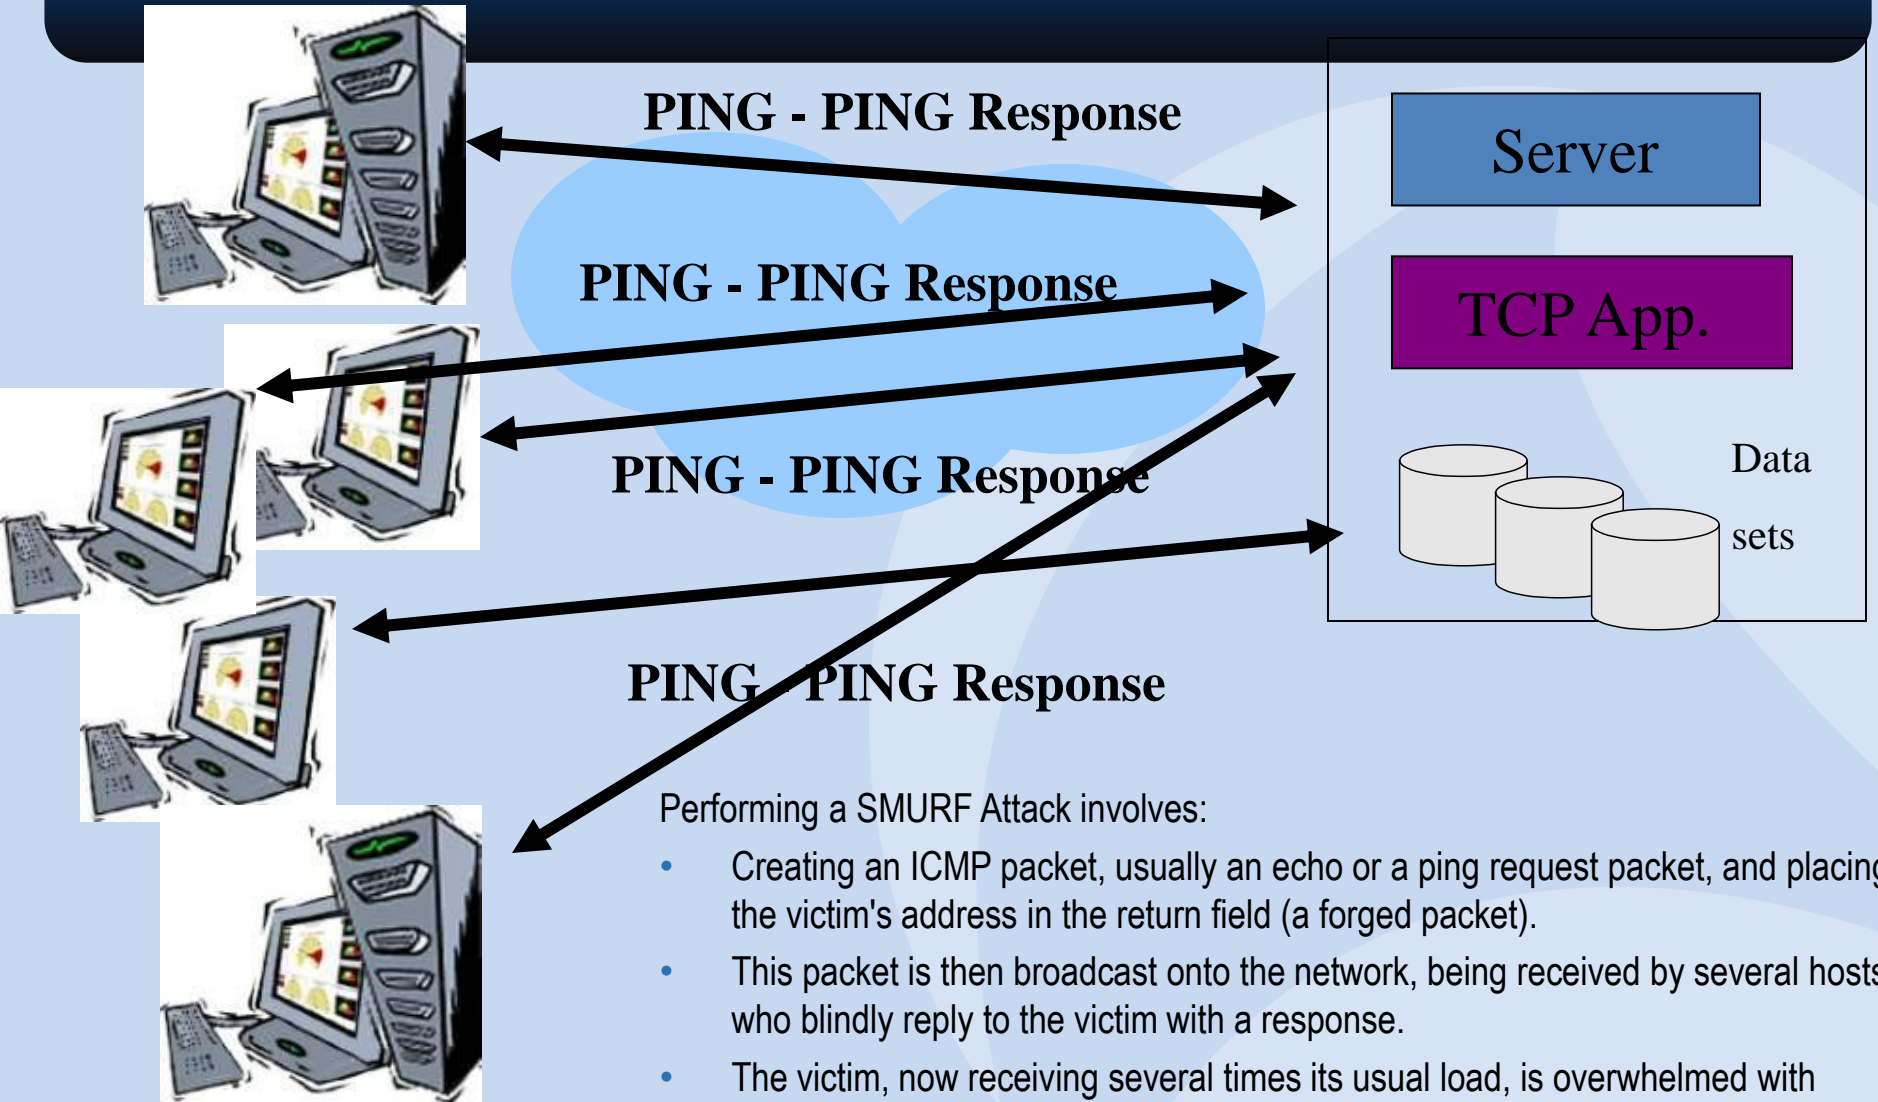 PING - PING Response
Server
PING - PING Response
TCP App.
PING - PING Response
Data
sets
PING - PING Response
Performing a SMURF Attack involves:
• Creating an ICMP packet, usually an echo or a ping request packet, and placing
the victim's address in the return field (a forged packet).
• This packet is then broadcast onto the network, being received by several hosts
who blindly reply to the victim with a response.
• The victim, now receiving several times its usual load, is overwhelmed with